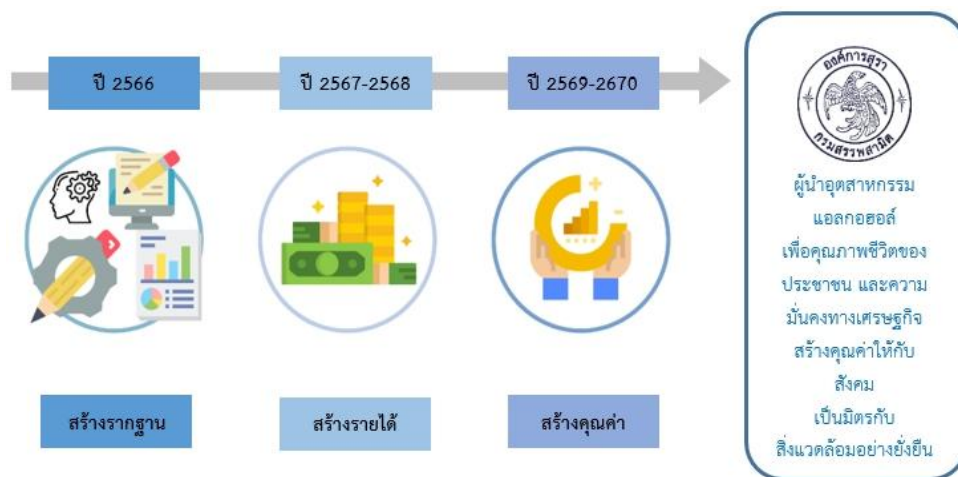 ปี 2566
ปี 2567-2568
ปี 2569-2670
สร้างรากฐาน
สร้างรายได้
สร้างคุณค่า
องค์การสุรา
กรมสรรพสามิต
ผู้นำอุตสาหกรรม
แอลกอฮอล์
เพื่อคุณภาพชีวิตของ
ประชาชน และความ
มั่นคงทางเศรษฐกิจ
สร้างคุณค่าให้กับ
สังคม
เป็นมิตรกับ
สิ่งแวดล้อมอย่างยั่งยืน